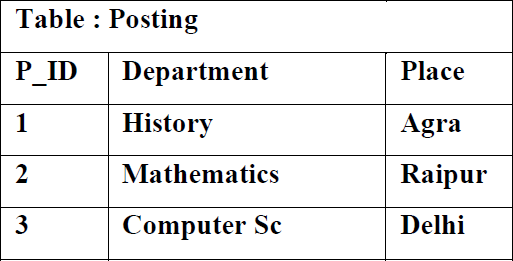 Table : Posting
P_ID Department Place
1 History Agra
2 Mathematics Raipur
3 Computer Sc Delhi